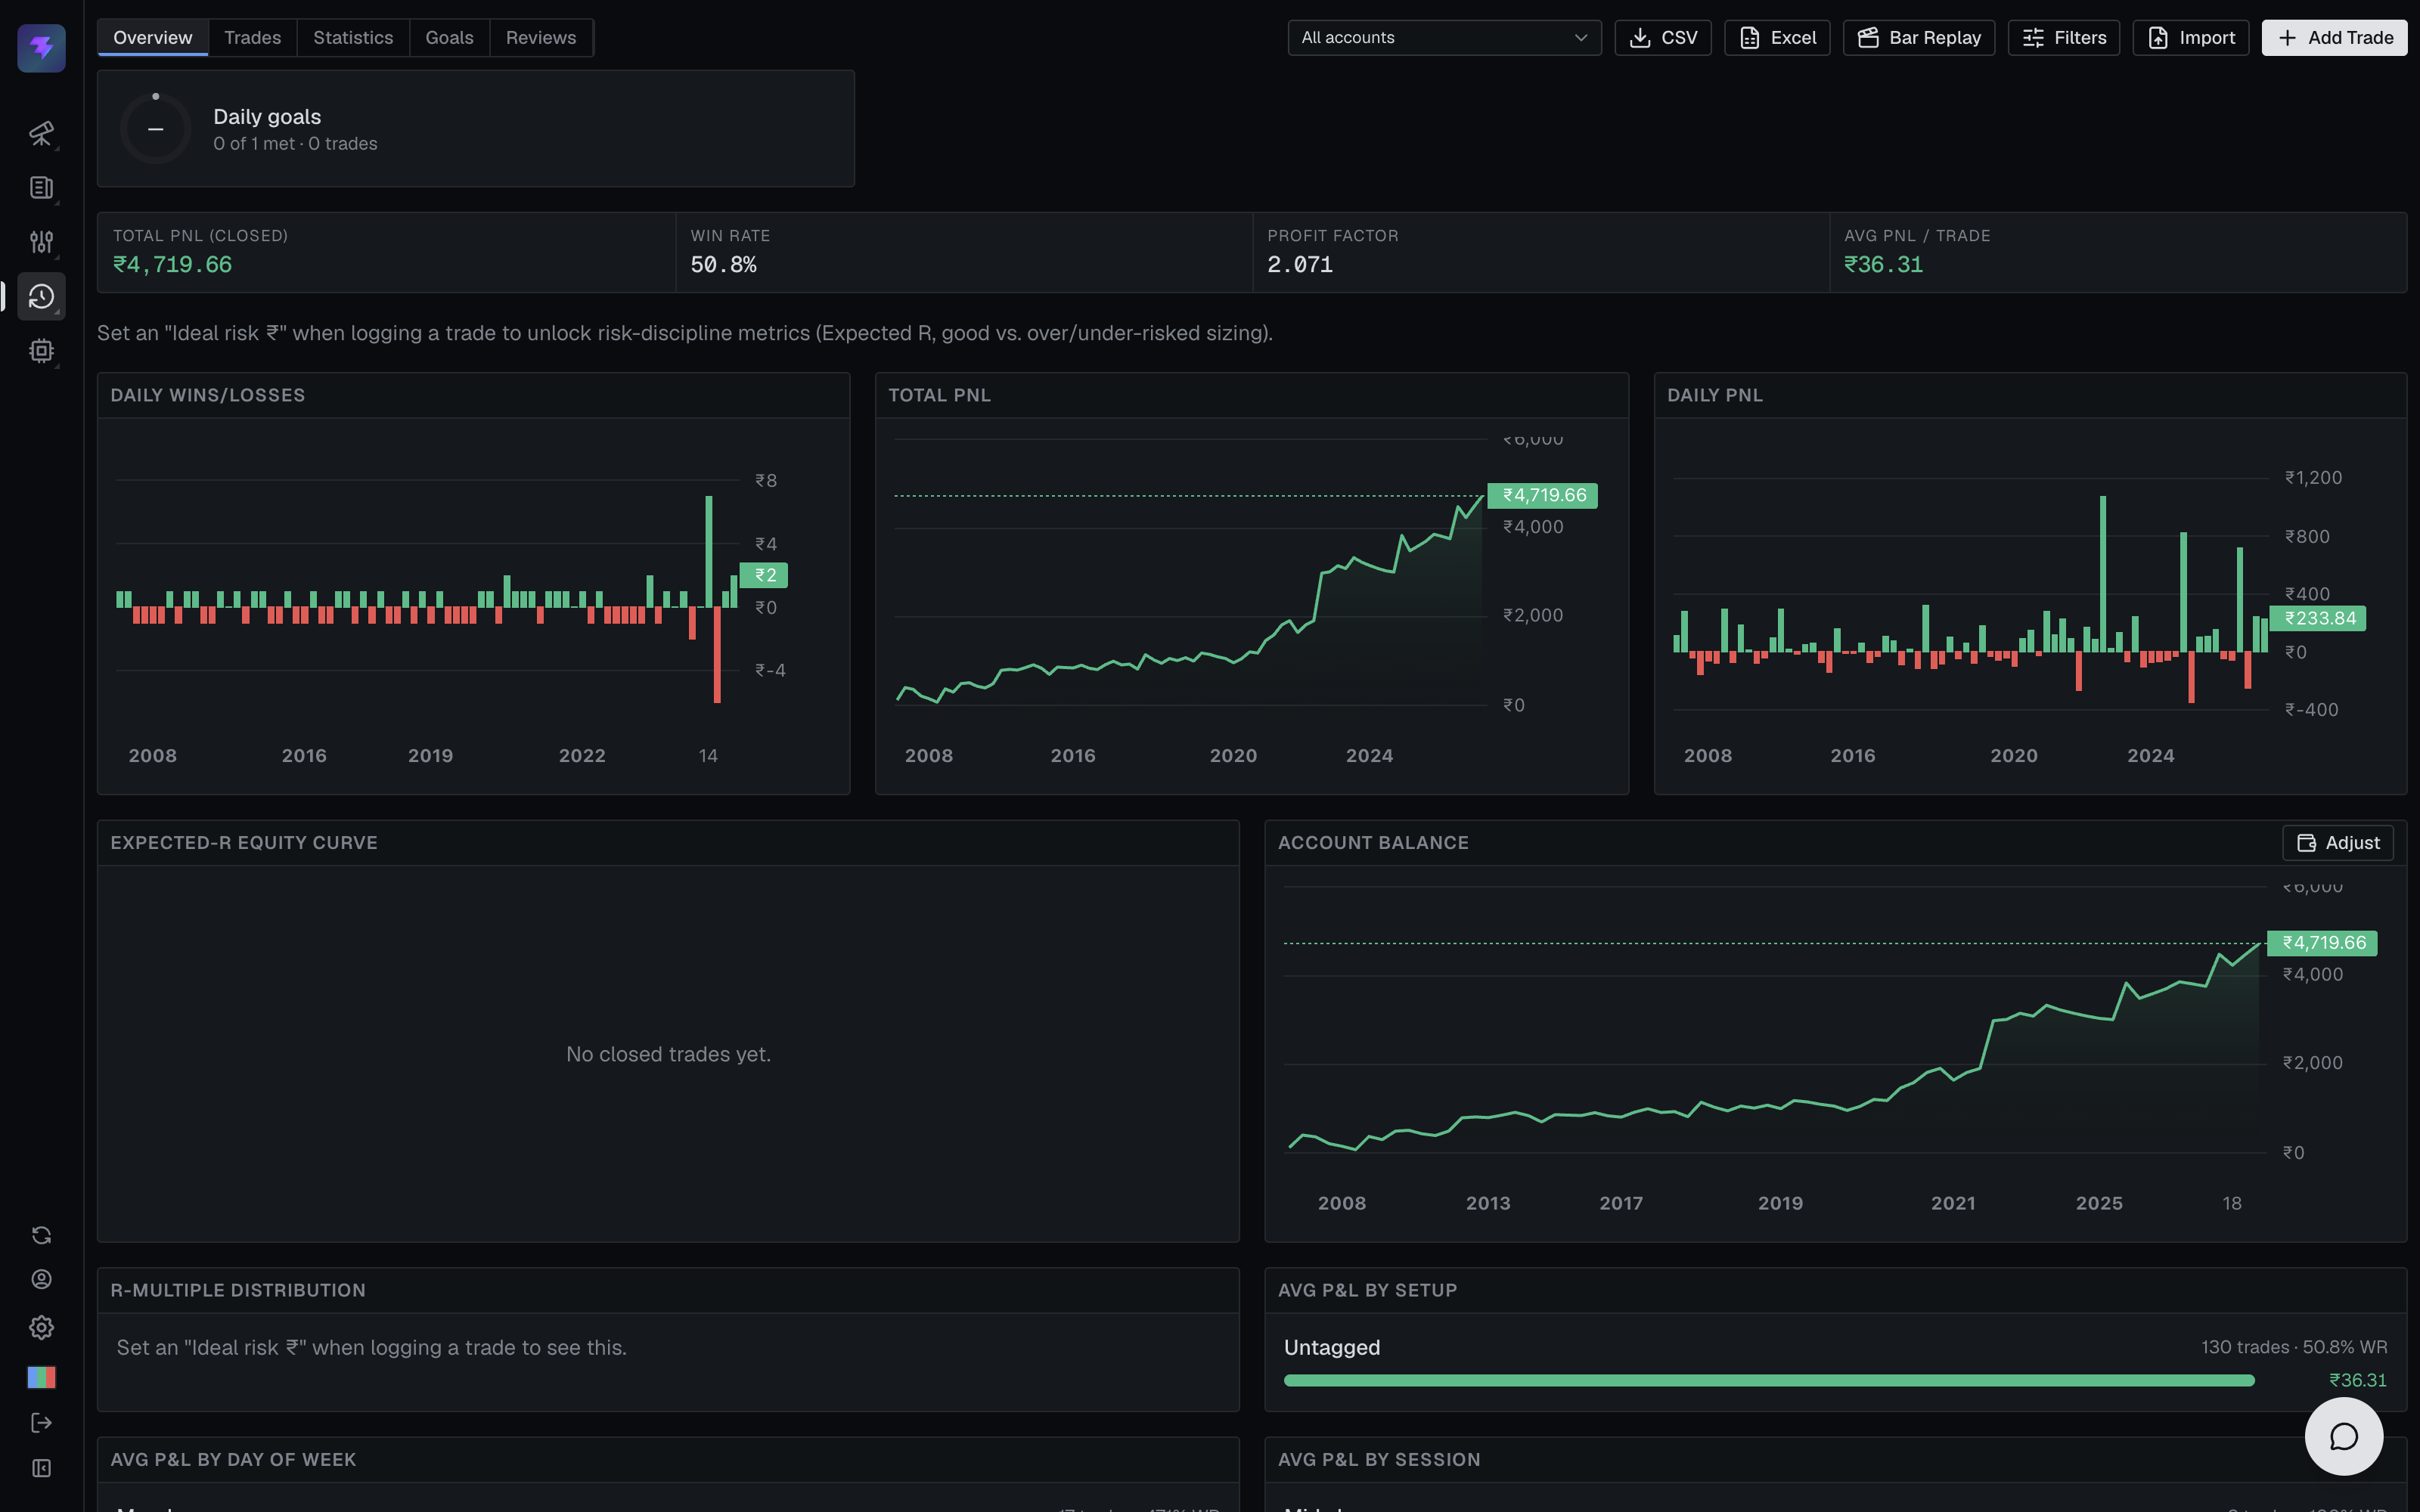 Overview Trades Statistics Goals Reviews All accounts CSV Excel Bar Replay Filters Import Add Trade
Daily goals
0 of 1 met · 0 trades
TOTAL PNL (CLOSED)
₹4,719.66
WIN RATE
50.8%
PROFIT FACTOR
2.071
AVG PNL / TRADE
₹36.31
Set an "Ideal risk ₹" when logging a trade to unlock risk-discipline metrics (Expected R, good vs. over/under-risked sizing).
DAILY WINS/LOSSES
₹8
₹4
₹2
₹0
₹-4
2008 2016 2019 2022 14
TOTAL PNL
₹6,000
₹4,719.66
₹4,000
₹2,000
₹0
2008 2016 2020 2024
DAILY PNL
₹1,200
₹800
₹400
₹233.84
₹0
₹-400
2008 2016 2020 2024
EXPECTED-R EQUITY CURVE
No closed trades yet.
ACCOUNT BALANCE
Adjust
₹6,000
₹4,719.66
₹4,000
₹2,000
₹0
2008 2013 2017 2019 2021 2025 18
R-MULTIPLE DISTRIBUTION
Set an "Ideal risk ₹" when logging a trade to see this.
AVG P&L BY SETUP
Untagged 130 trades · 50.8% WR
₹36.31
AVG P&L BY DAY OF WEEK
AVG P&L BY SESSION